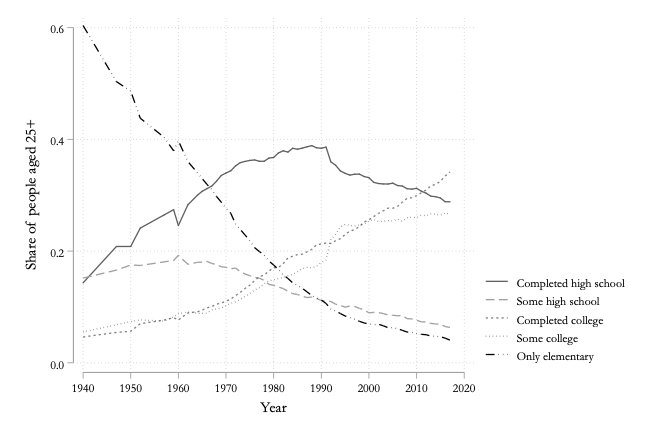 0.6
0.4
0.2
0.0
Share of people aged 25+
1940 1950 1960 1970 1980 1990 2000 2010 2020
Year
Completed high school
Some high school
Completed college
Some college
Only elementary